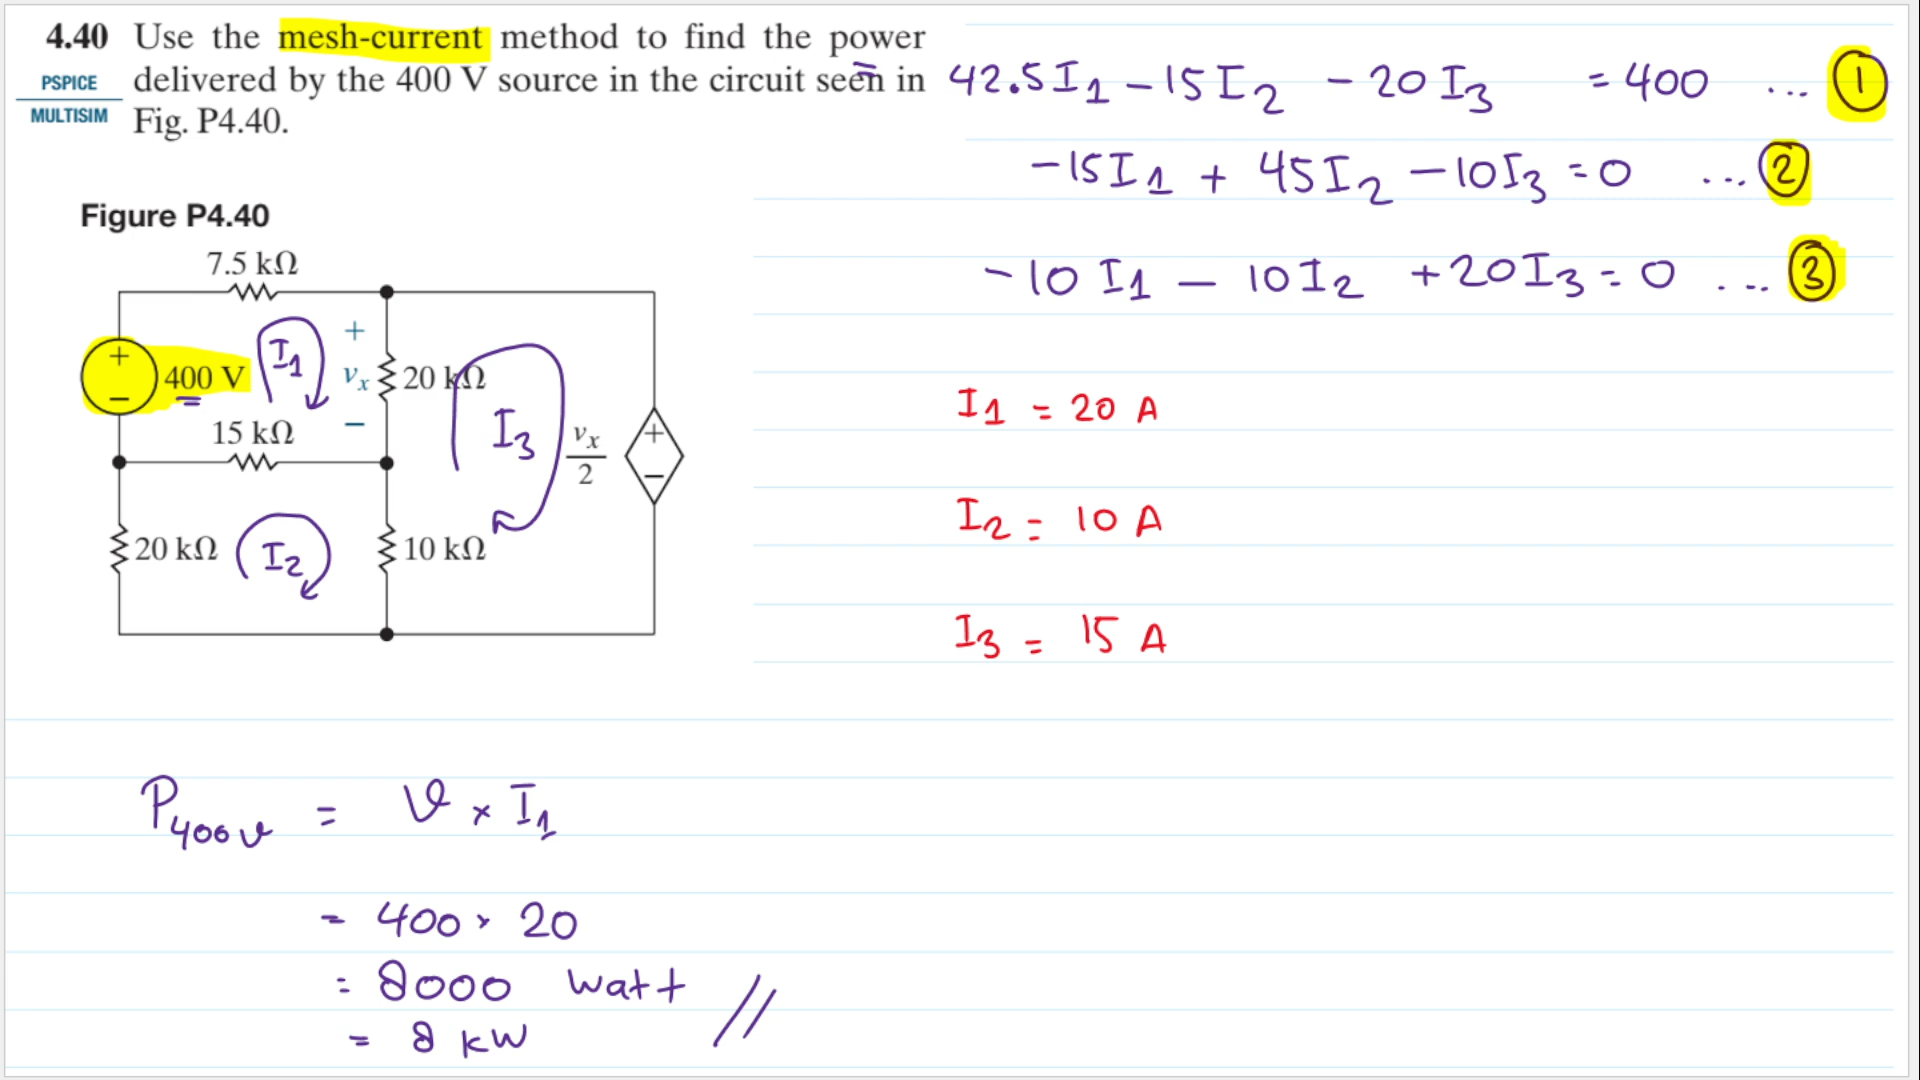 4.40 Use the mesh-current method to find the power
PSPICE delivered by the 400 V source in the circuit seen in
MULTISIM Fig. P4.40.
42.5I1 - 15I2 - 20I3 = 400 ... ①
-15I1 + 45I2 - 10I3 = 0 ... ②
-10I1 - 10I2 + 20I3 = 0 ... ③
Figure P4.40
7.5 kΩ
+
400 V
I1
+
vx
−
20 kΩ
−
15 kΩ
I3
vx
2
+
−
20 kΩ
I2
10 kΩ
I1 = 20 A
I2 = 10 A
I3 = 15 A
P400v = v × I1
= 400 × 20
= 8000 watt //
= 8 kW